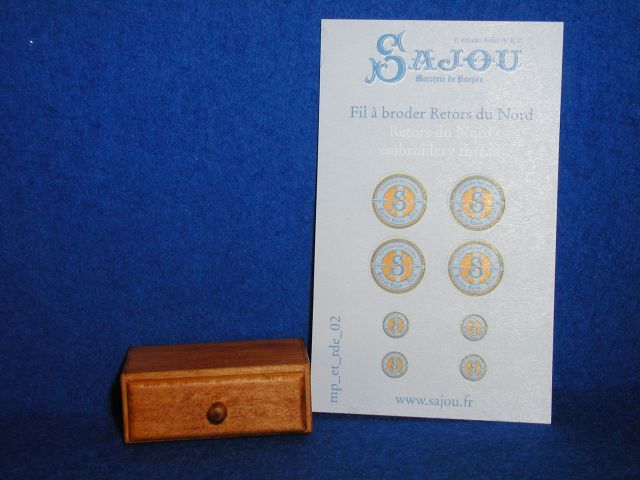 SAJOU
Mercerie de Poupée
Fil à broder Retors du Nord
Retors du Nord
embroidery thread
S
S
S
S
S
S
S
S
mp_et_rde_02
www.sajou.fr